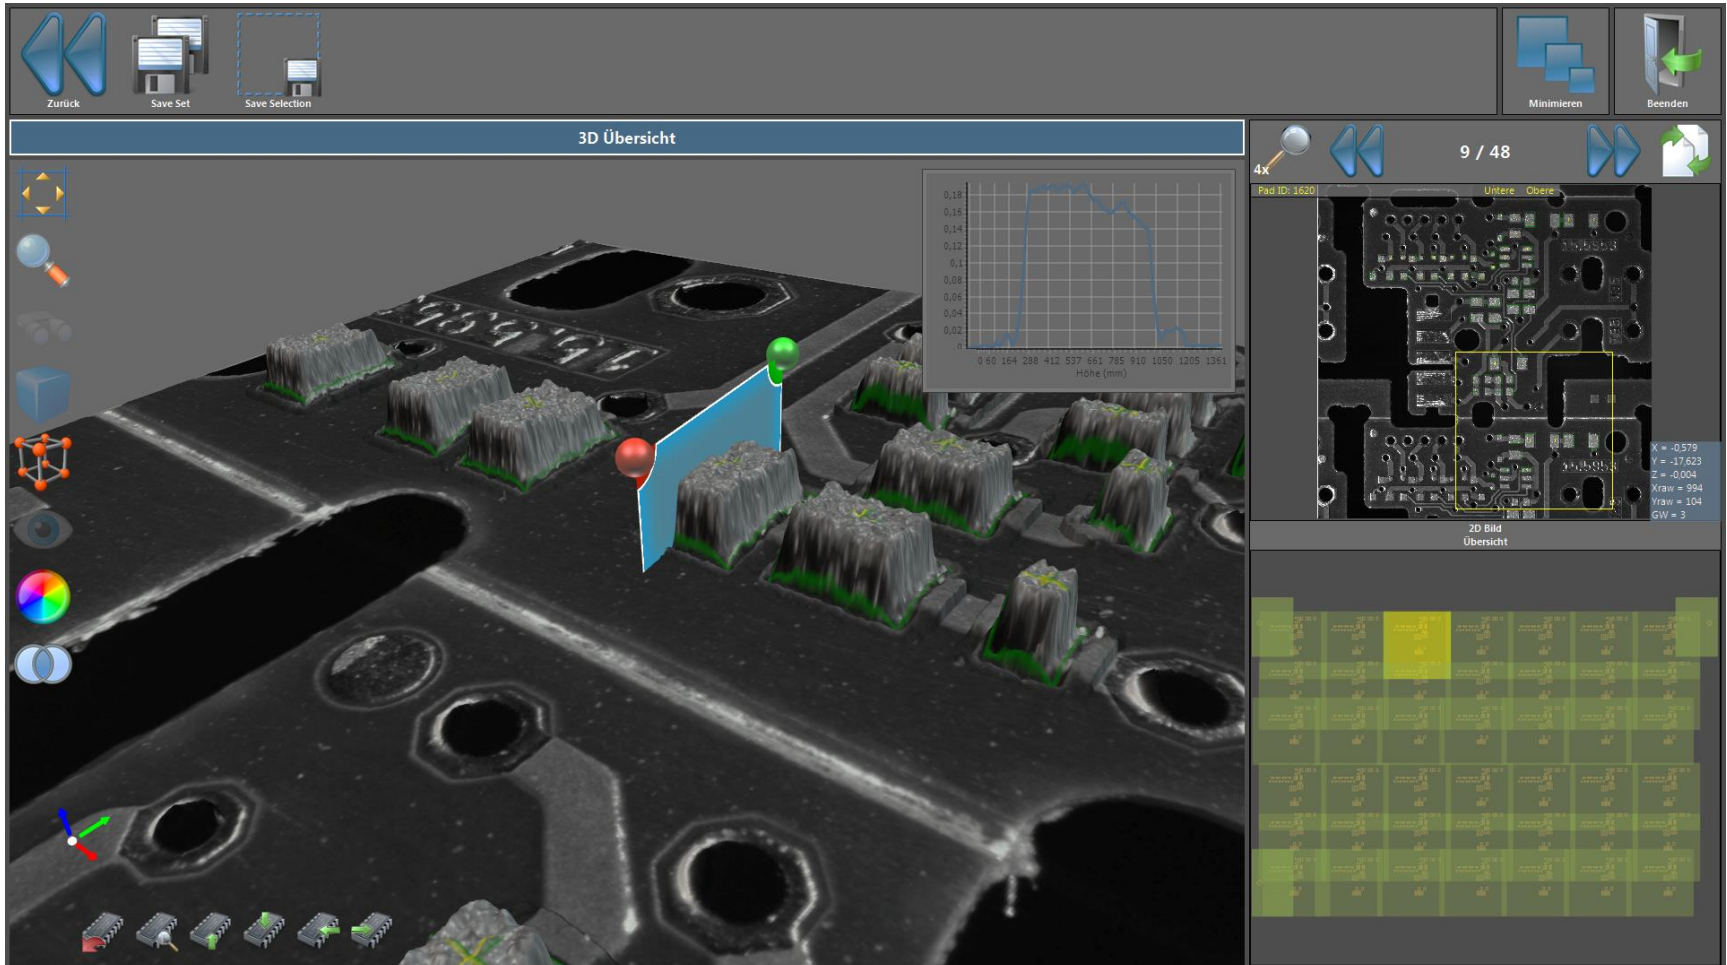 Zurück
Save Set
Save Selection
Minimieren
Beenden
3D Übersicht
4x
9 / 48
Pad ID: 1620
Untere Obere
0,18
0,16
0,14
0,12
0,1
0,08
0,06
0,04
0,02
0
0 60 164 288 412 537 661 785 910 1050 1205 1361
Höhe (mm)
X = -0,579
Y = -17,623
Z = -0,004
Xraw = 994
Yraw = 104
GW = 3
2D Bild
Übersicht